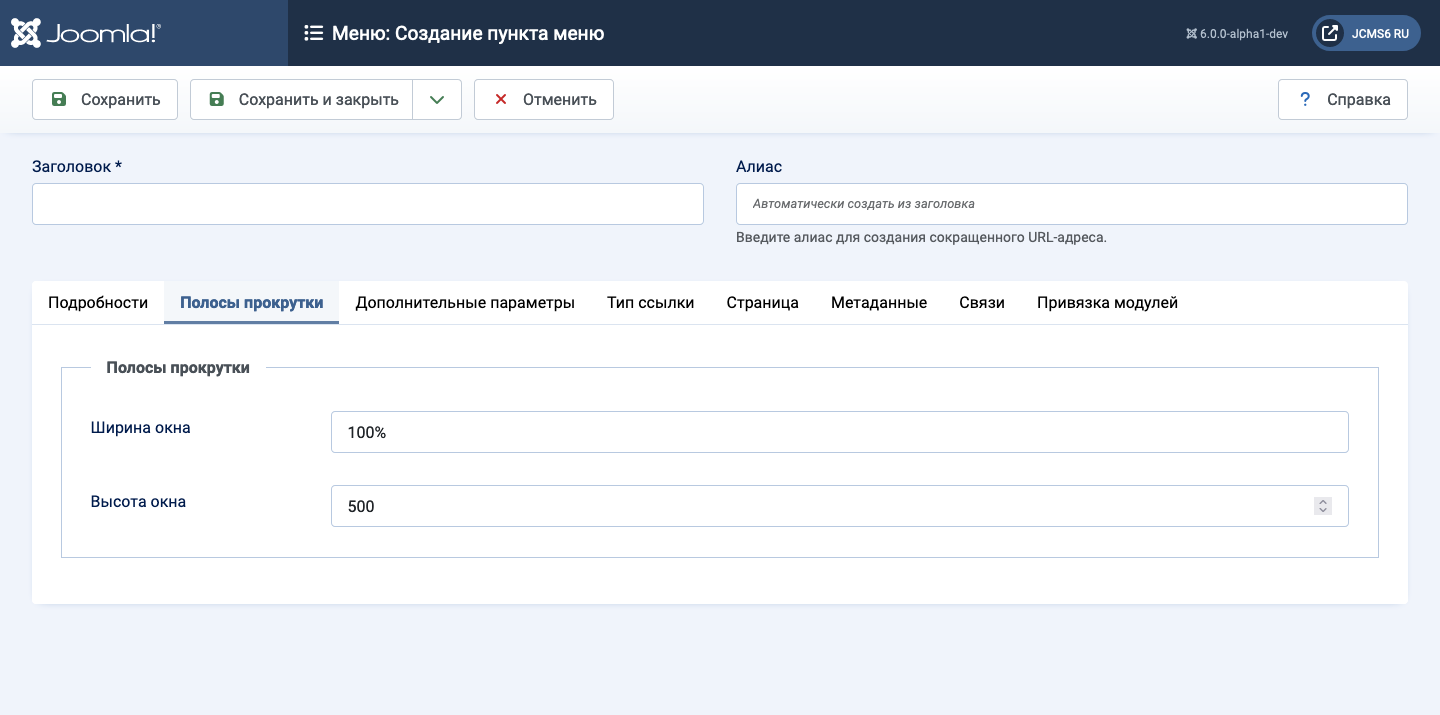 Joomla!®
Меню: Создание пункта меню
6.0.0-alpha1-dev
JCMS6 RU
Сохранить
Сохранить и закрыть
Отменить
? Справка
Заголовок *
Алиас
Автоматически создать из заголовка
Введите алиас для создания сокращенного URL-адреса.
Подробности Полосы прокрутки Дополнительные параметры Тип ссылки Страница Метаданные Связи Привязка модулей
Полосы прокрутки
Ширина окна 100%
Высота окна 500